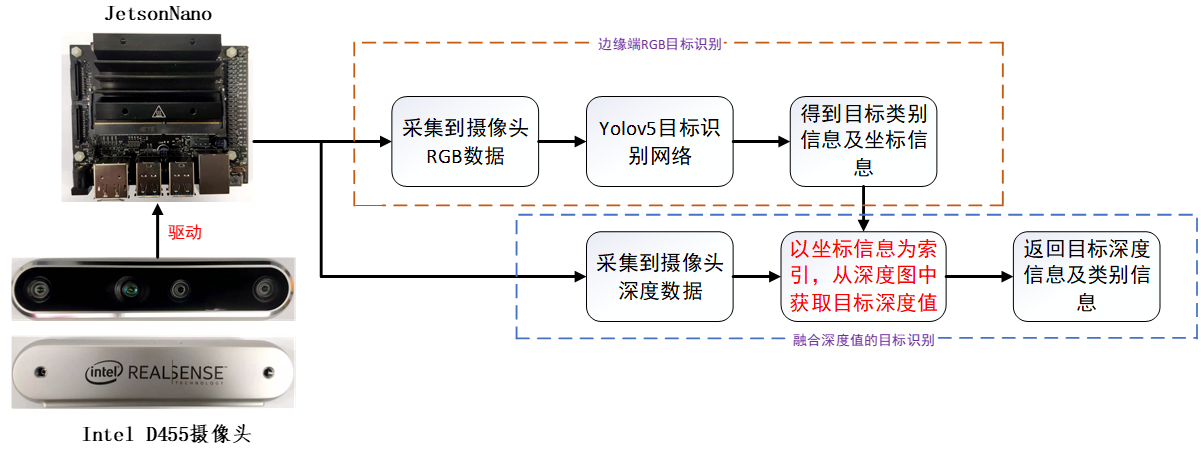 JetsonNano
边缘端RGB目标识别
采集到摄像头
RGB数据
Yolov5目标识
别网络
得到目标类别
信息及坐标信
息
驱动
采集到摄像头
深度数据
以坐标信息为索
引，从深度图中
获取目标深度值
返回目标深度
信息及类别信
息
融合深度值的目标识别
intel REALSENSE
TECHNOLOGY
Intel D455摄像头